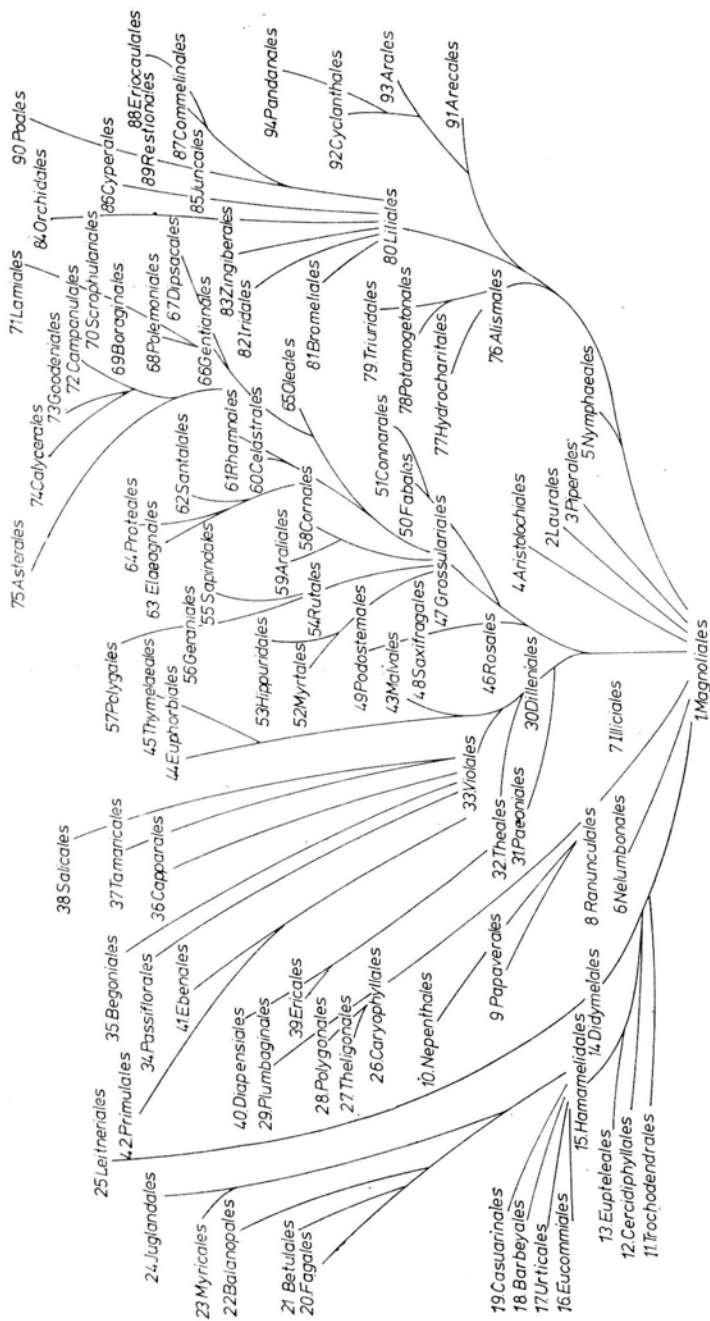 90 Poales
84 Orchidales
86 Cyperales
88 Eriocaulales
89 Restionales
87 Commelinales
85 Juncales
94 Pandanales
92 Cyclanthales
93 Arales
91 Arecales
71 Lamiales
72 Campanulales
70 Scrophulanales
69 Boraginales
68 Polemoniales
67 Dipsacales
66 Gentianales
83 Zingiberales
82 Iridales
81 Bromeliales
80 Liliales
73 Goodeniales
74 Calycerales
75 Asterales
65 Oleales
79 Triuridales
78 Potamogetonales
77 Hydrocharitales
76 Alismales
62 Santalales
61 Rhamnales
60 Celastrales
64 Proteales
63 Elaeagnales
51 Connarales
50 Fabales
5 Nymphaeales
59 Araliales
58 Cornales
55 Sapindales
54 Rutales
56 Geraniales
57 Polygales
47 Grossulariales
4 Aristolochiales
2 Laurales
3 Piperales
53 Hippuridales
52 Myrtales
49 Podostemales
48 Saxifragales
46 Rosales
43 Malvales
45 Thymelaeales
44 Euphorbiales
30 Dilleniales
7 Illiciales
1. Magnoliales
38 Salicales
37 Tamaricales
36 Capparales
33 Violales
32 Theales
31 Paeoniales
35. Begoniales
34. Passiflorales
41. Ebenales
42. Primulales
8 Ranunculales
6 Nelumbonales
40. Diapensiales
39. Ericales
29. Plumbaginales
28. Polygonales
27 Theligonales
26 Caryophyllales
10. Nepenthales
9 Papaverales
25 Leitneriales
14 Didymelales
15. Hamamelidales
24 Juglandales
23 Myricales
22 Balanopales
21 Betulales
20. Fagales
19. Casuarinales
18. Barbeyales
17. Urticales
16. Eucommiales
13. Eupteleales
12. Cercidiphyllales
11. Trochodendrales